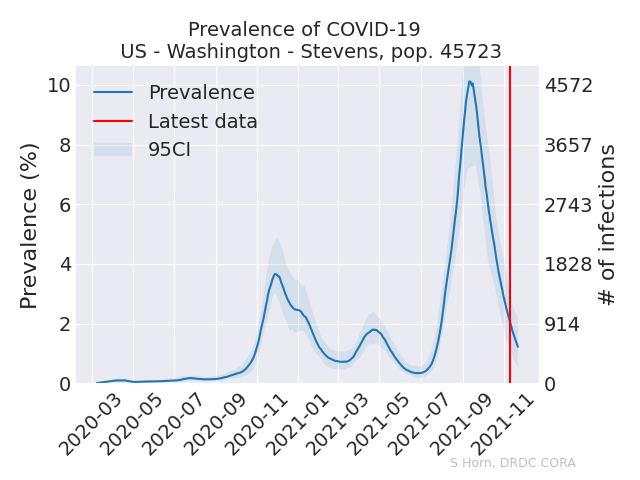 Prevalence of COVID-19
US - Washington - Stevens, pop. 45723
Prevalence
Latest data
95CI
Prevalence (%)
10
8
6
4
2
0
4572
3657
2743
1828
914
0
# of infections
2020-03
2020-05
2020-07
2020-09
2020-11
2021-01
2021-03
2021-05
2021-07
2021-09
2021-11
S Horn, DRDC CORA